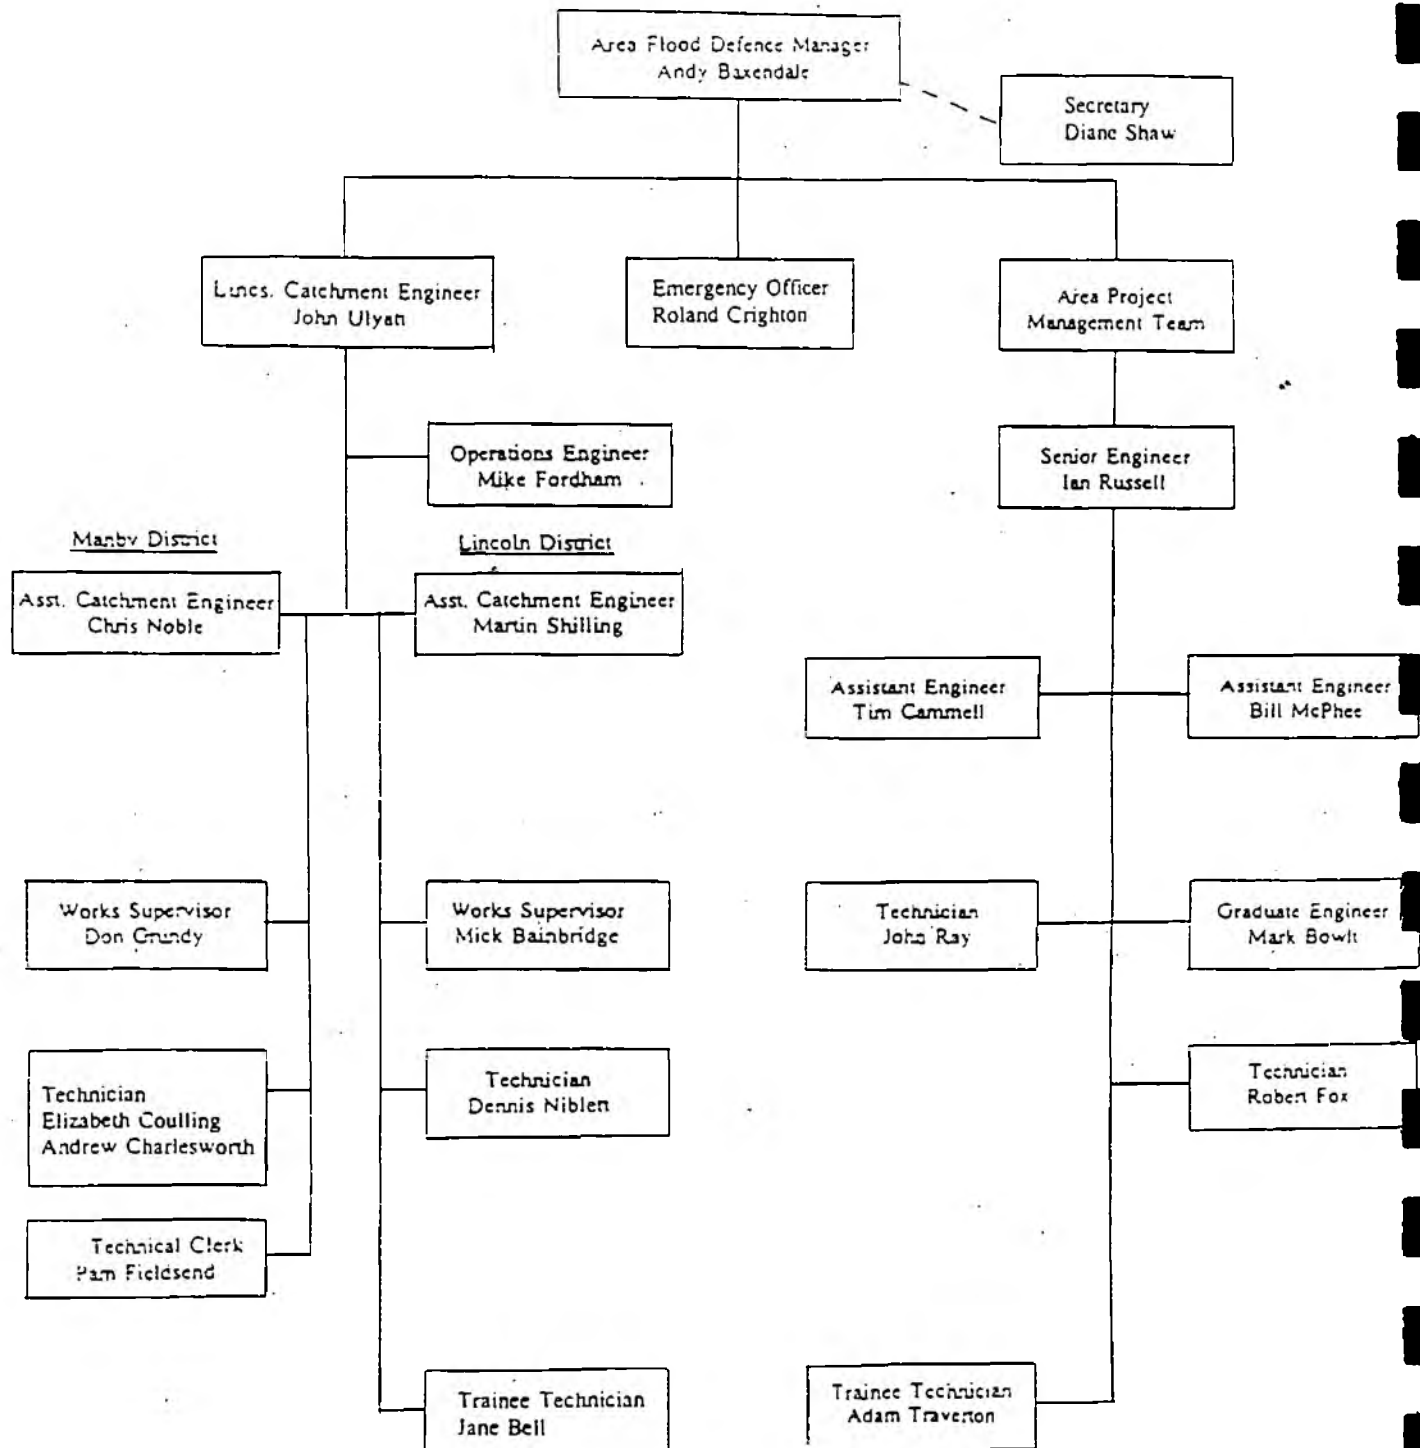 Area Flood Defence Manager
Andy Baxendale
Secretary
Diane Shaw
Lincs. Catchment Engineer
John Ulyatt
Emergency Officer
Roland Crighton
Area Project
Management Team
Operations Engineer
Mike Fordham
Senior Engineer
Ian Russell
Manby District
Lincoln District
Asst. Catchment Engineer
Chris Noble
Asst. Catchment Engineer
Martin Shilling
Assistant Engineer
Tim Cammell
Assistant Engineer
Bill McPhee
Works Supervisor
Don Grundy
Works Supervisor
Mick Bainbridge
Technician
John Ray
Graduate Engineer
Mark Bowlt
Technician
Elizabeth Coulling
Andrew Charlesworth
Technician
Dennis Niblett
Technician
Robert Fox
Technical Clerk
Pam Fieldsend
Trainee Technician
Jane Bell
Trainee Technician
Adam Traverton